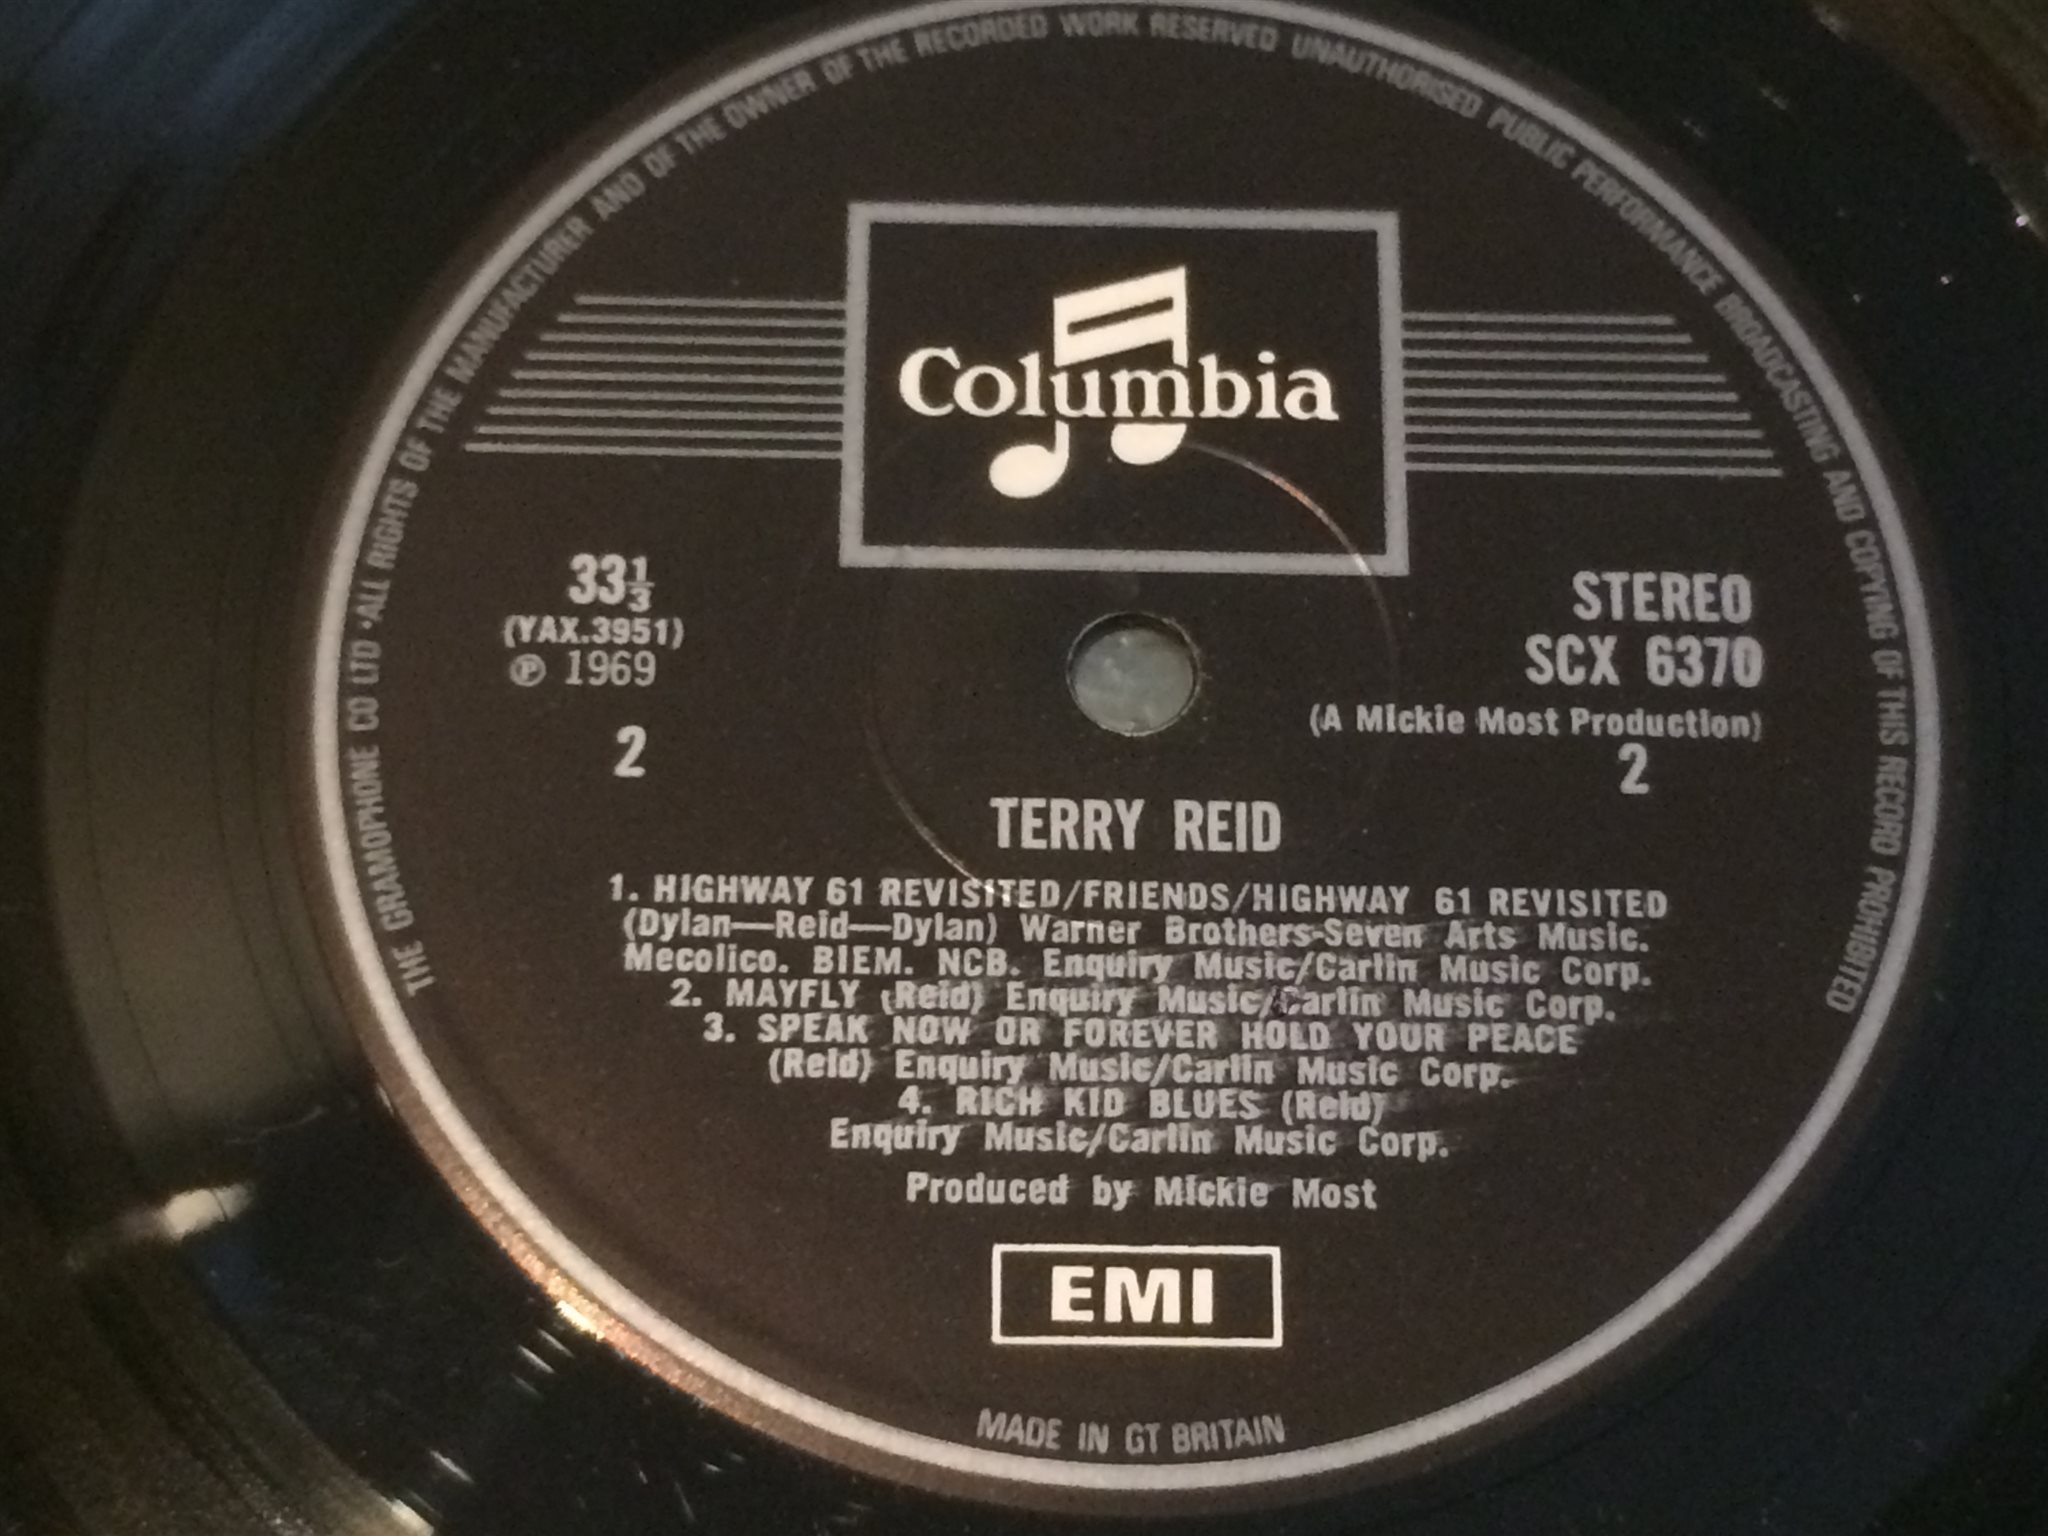 THE GRAMOPHONE CO LTD · ALL RIGHTS OF THE MANUFACTURER AND OF THE OWNER OF THE RECORDED WORK RESERVED UNAUTHORISED PUBLIC PERFORMANCE BROADCASTING AND COPYING OF THIS RECORD PROHIBITED
Columbia
33⅓
(YAX.3951)
℗ 1969
2
STEREO
SCX 6370
(A Mickie Most Production)
2
TERRY REID
1. HIGHWAY 61 REVISITED/FRIENDS/HIGHWAY 61 REVISITED
(Dylan—Reid—Dylan) Warner Brothers-Seven Arts Music.
Mecolico. BIEM. NCB. Enquiry Music/Carlin Music Corp.
2. MAYFLY (Reid) Enquiry Music/Carlin Music Corp.
3. SPEAK NOW OR FOREVER HOLD YOUR PEACE
(Reid) Enquiry Music/Carlin Music Corp.
4. RICH KID BLUES (Reid)
Enquiry Music/Carlin Music Corp.
Produced by Mickie Most
EMI
MADE IN GT BRITAIN